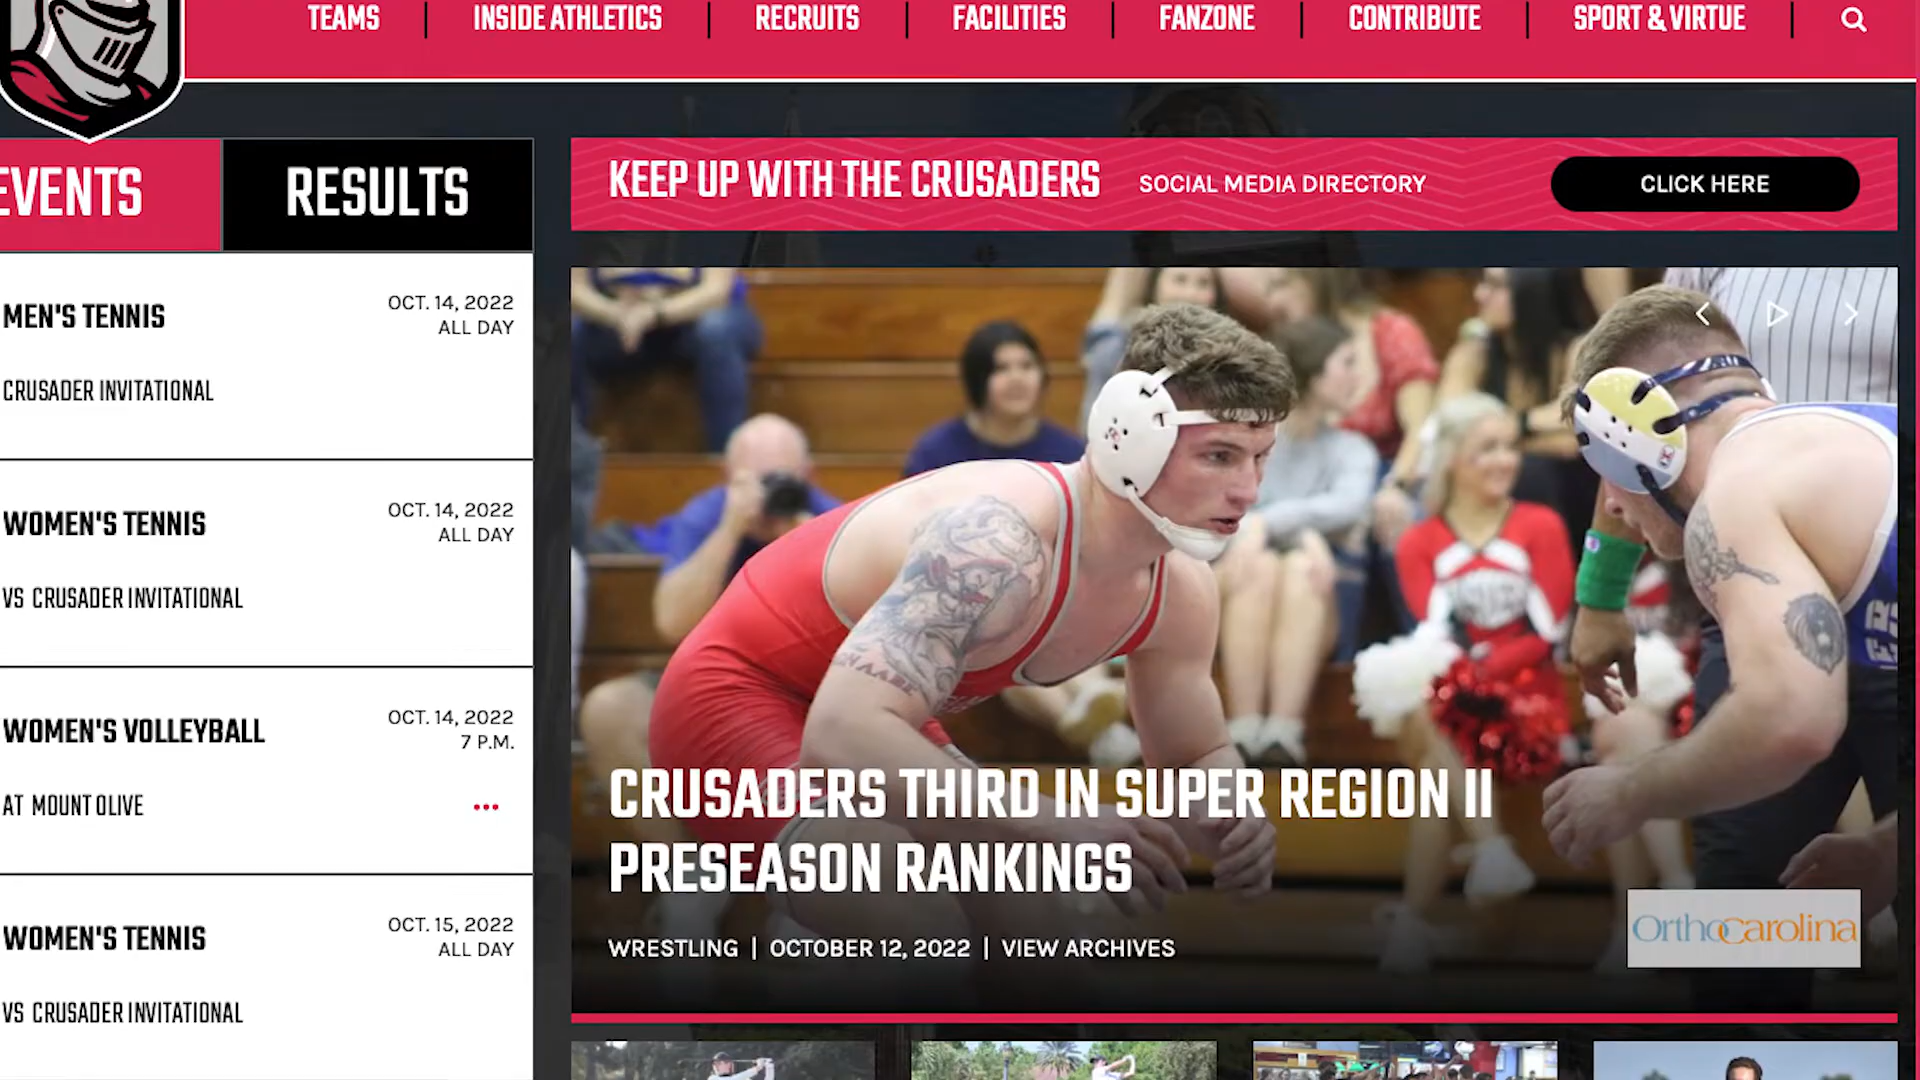 TEAMS
INSIDE ATHLETICS
RECRUITS
FACILITIES
FANZONE
CONTRIBUTE
SPORT & VIRTUE
EVENTS
RESULTS
MEN'S TENNIS
OCT. 14, 2022
ALL DAY
CRUSADER INVITATIONAL
WOMEN'S TENNIS
OCT. 14, 2022
ALL DAY
VS CRUSADER INVITATIONAL
WOMEN'S VOLLEYBALL
OCT. 14, 2022
7 P.M.
AT MOUNT OLIVE
WOMEN'S TENNIS
OCT. 15, 2022
ALL DAY
VS CRUSADER INVITATIONAL
KEEP UP WITH THE CRUSADERS
SOCIAL MEDIA DIRECTORY
CLICK HERE
CRUSADERS THIRD IN SUPER REGION II
PRESEASON RANKINGS
WRESTLING | OCTOBER 12, 2022 | VIEW ARCHIVES
OrthoCarolina